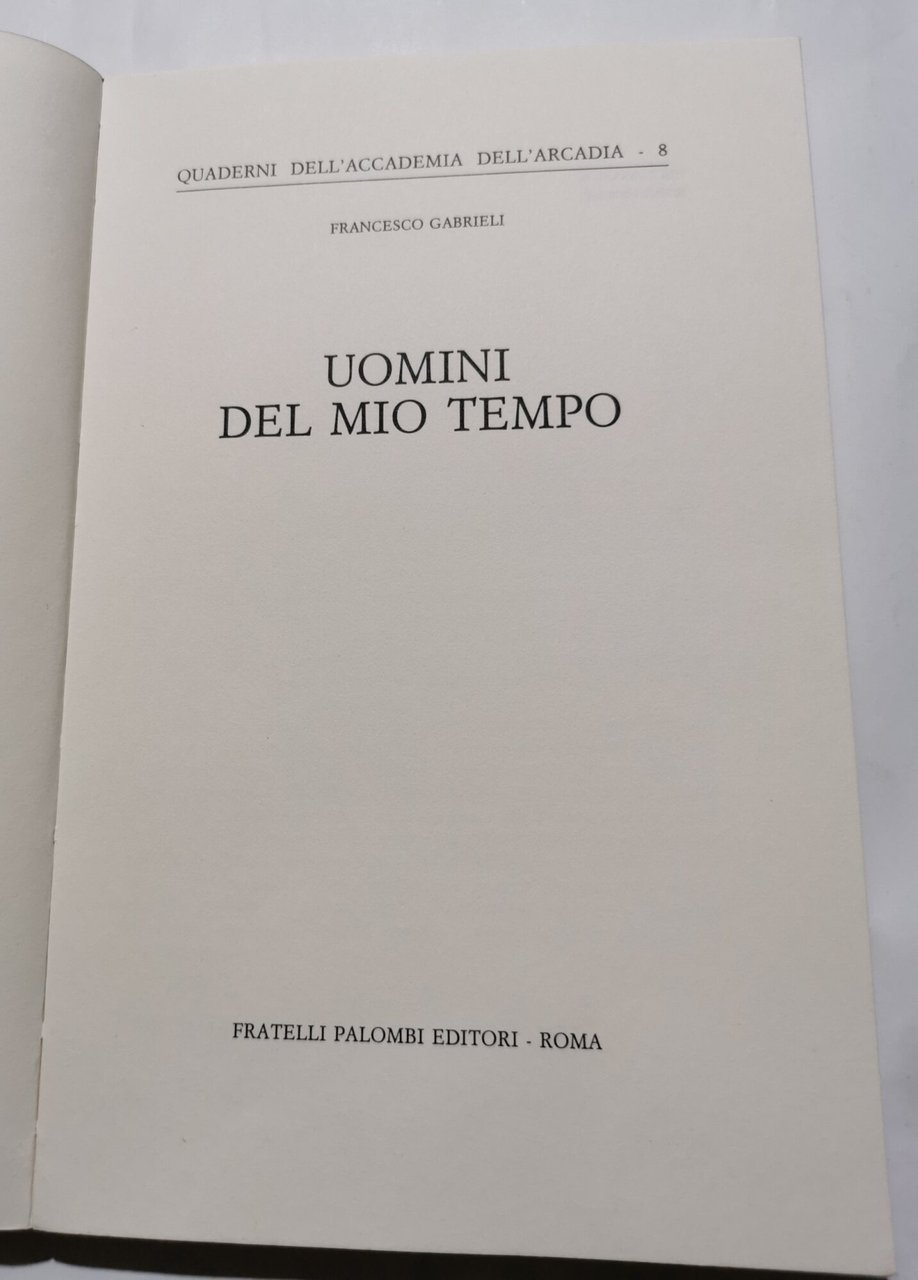 QUADERNI DELL'ACCADEMIA DELL'ARCADIA - 8
FRANCESCO GABRIELI
UOMINI
DEL MIO TEMPO
FRATELLI PALOMBI EDITORI - ROMA